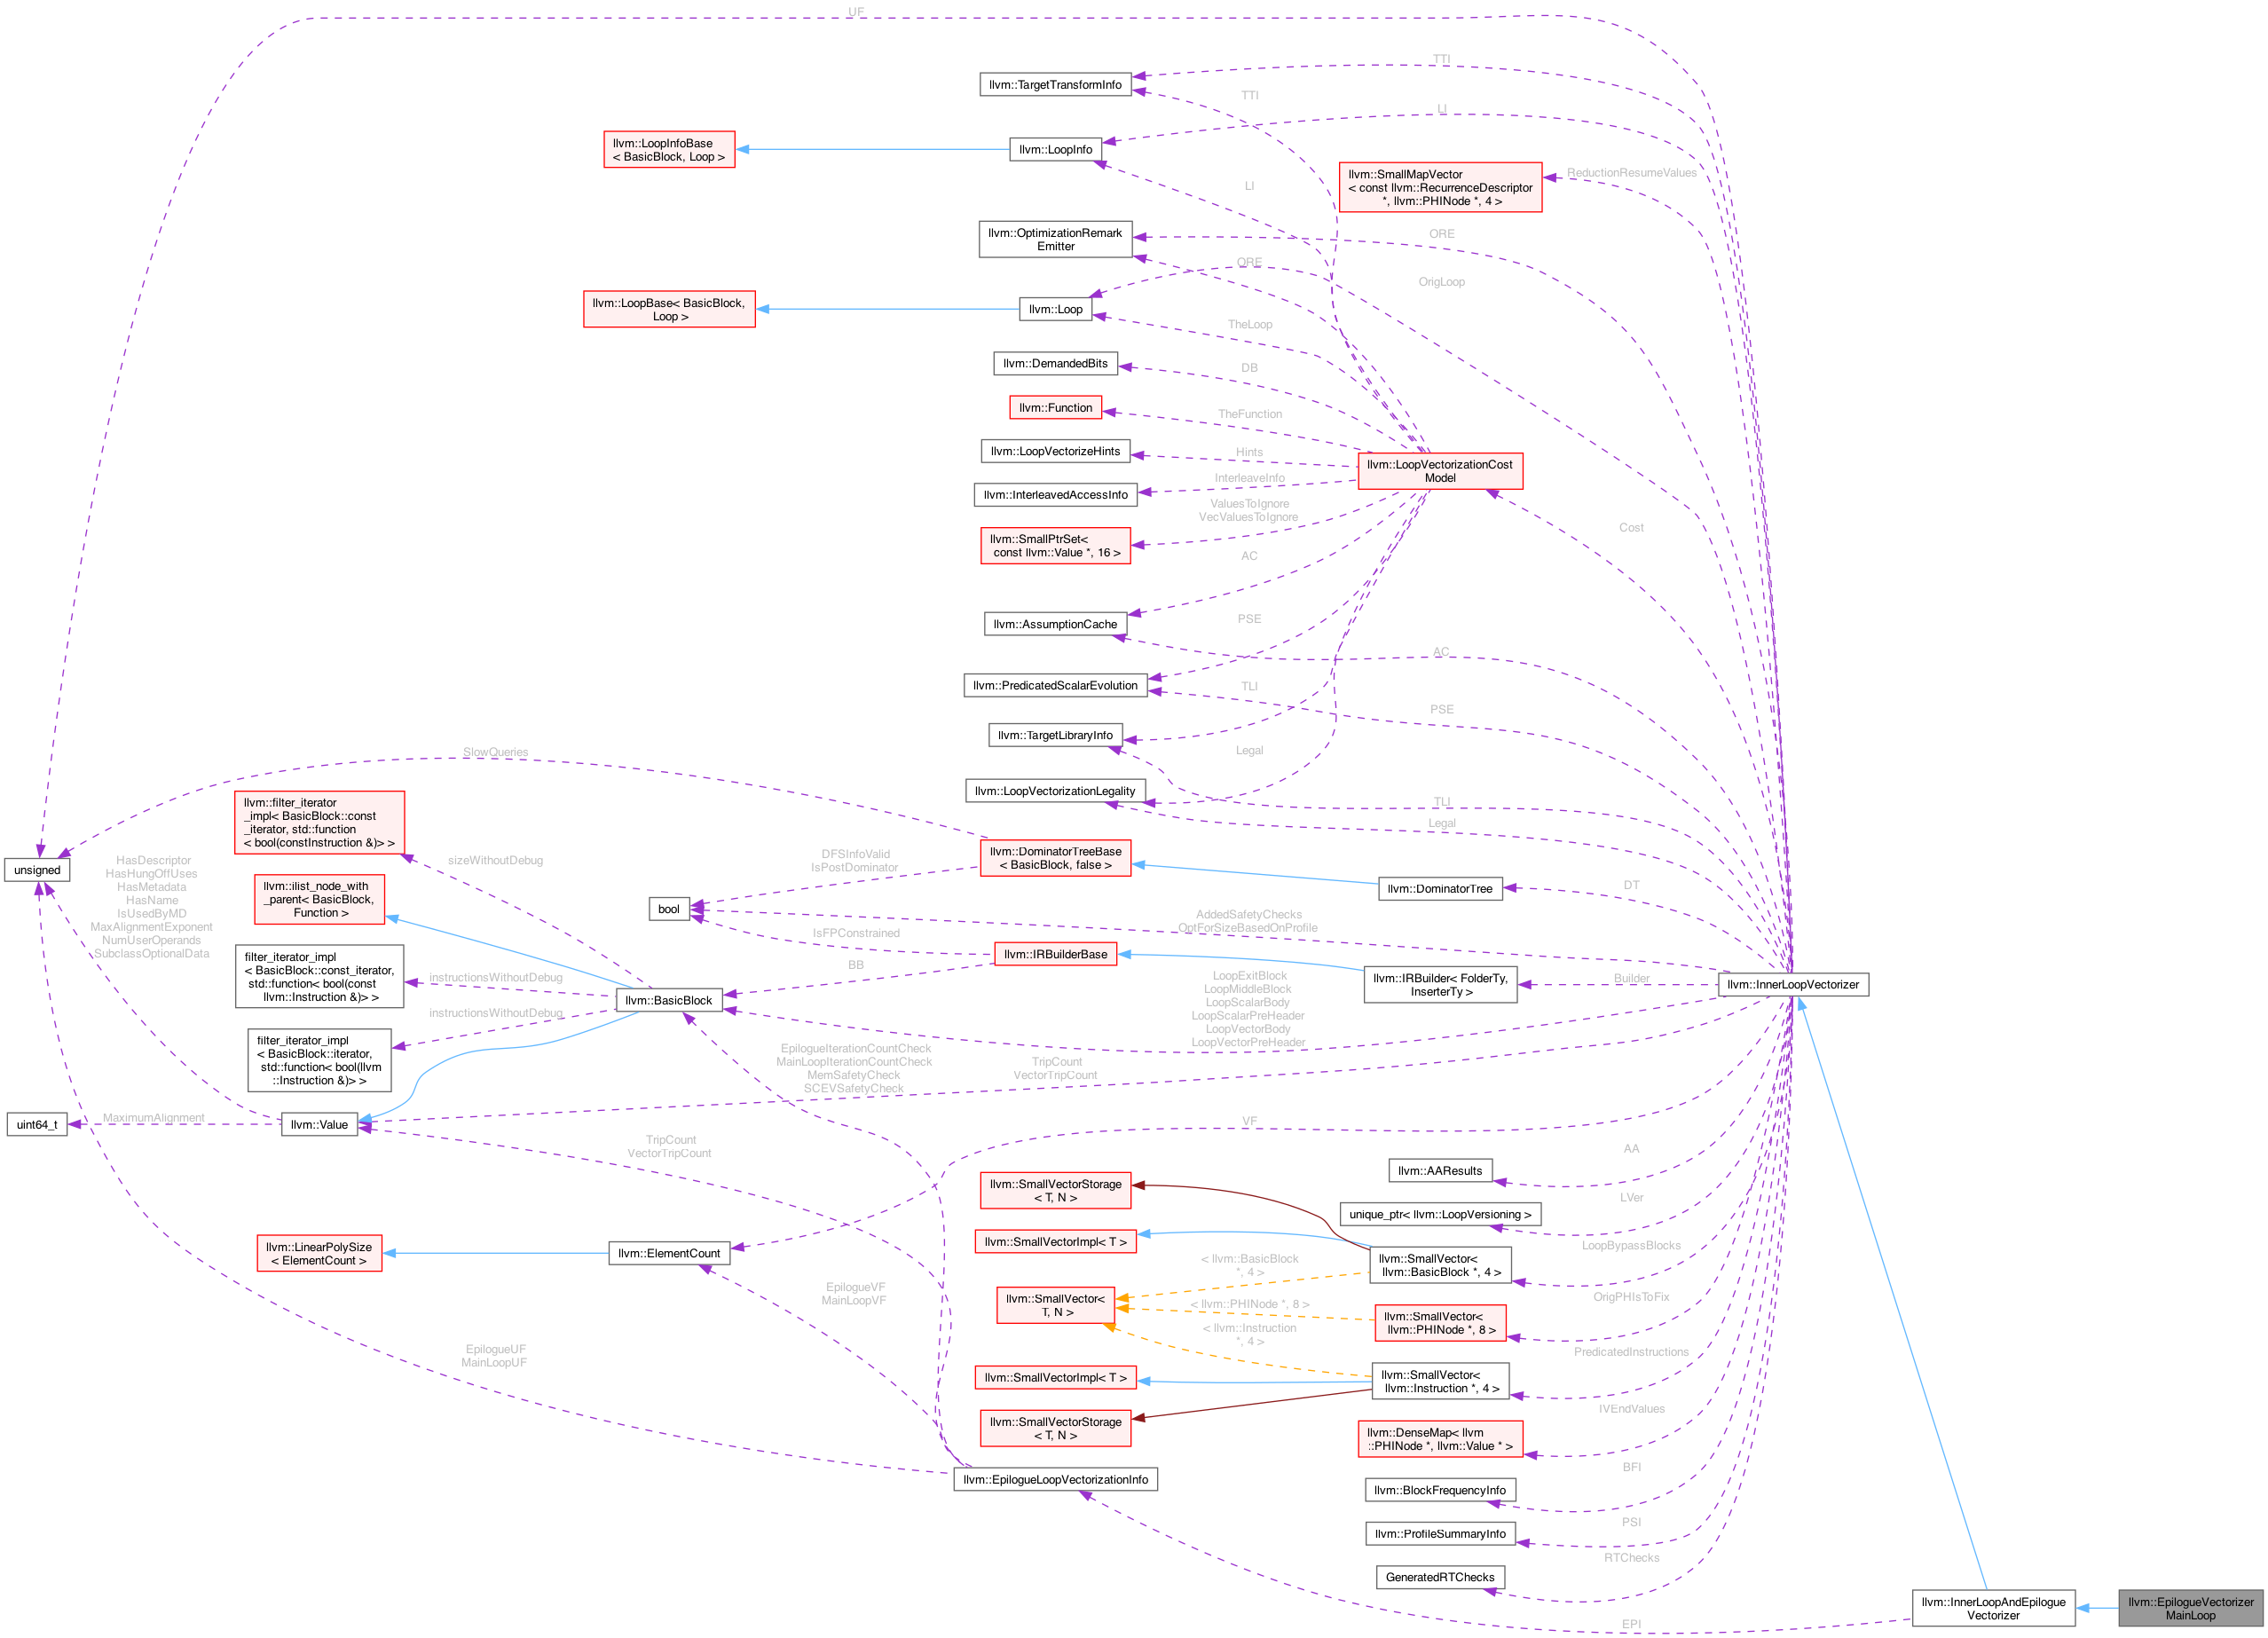 UF
TTI
llvm::TargetTransformInfo
TTI
LI
llvm::LoopInfoBase
< BasicBlock, Loop >
llvm::LoopInfo
LI
llvm::SmallMapVector
< const llvm::RecurrenceDescriptor
*, llvm::PHINode *, 4 >
ReductionResumeValues
llvm::OptimizationRemark
Emitter
ORE
ORE
OrigLoop
llvm::LoopBase< BasicBlock,
Loop >
llvm::Loop
TheLoop
llvm::DemandedBits
DB
llvm::Function
TheFunction
llvm::LoopVectorizeHints
Hints
llvm::LoopVectorizationCost
Model
InterleaveInfo
llvm::InterleavedAccessInfo
ValuesToIgnore
VecValuesToIgnore
Cost
llvm::SmallPtrSet<
const llvm::Value *, 16 >
AC
llvm::AssumptionCache
PSE
AC
llvm::PredicatedScalarEvolution
TLI
PSE
llvm::TargetLibraryInfo
SlowQueries
Legal
llvm::LoopVectorizationLegality
TLI
Legal
llvm::filter_iterator
_impl< BasicBlock::const
_iterator, std::function
< bool(constInstruction &)> >
unsigned
HasDescriptor
HasHungOffUses
HasMetadata
HasName
IsUsedByMD
MaxAlignmentExponent
NumUserOperands
SubclassOptionalData
sizeWithoutDebug
DFSInfoValid
IsPostDominator
llvm::DominatorTreeBase
< BasicBlock, false >
llvm::DominatorTree
DT
llvm::ilist_node_with
_parent< BasicBlock,
Function >
bool
AddedSafetyChecks
OptForSizeBasedOnProfile
IsFPConstrained
llvm::IRBuilderBase
BB
filter_iterator_impl
< BasicBlock::const_iterator,
std::function< bool(const
llvm::Instruction &)> >
instructionsWithoutDebug
llvm::BasicBlock
LoopExitBlock
LoopMiddleBlock
LoopScalarBody
LoopScalarPreHeader
LoopVectorBody
LoopVectorPreHeader
llvm::IRBuilder< FolderTy,
InserterTy >
Builder
llvm::InnerLoopVectorizer
instructionsWithoutDebug
filter_iterator_impl
< BasicBlock::iterator,
std::function< bool(llvm
::Instruction &)> >
EpilogueIterationCountCheck
MainLoopIterationCountCheck
MemSafetyCheck
SCEVSafetyCheck
TripCount
VectorTripCount
uint64_t
MaximumAlignment
llvm::Value
TripCount
VectorTripCount
VF
AA
llvm::AAResults
llvm::SmallVectorStorage
< T, N >
LVer
unique_ptr< llvm::LoopVersioning >
llvm::SmallVectorImpl< T >
LoopBypassBlocks
llvm::LinearPolySize
< ElementCount >
llvm::ElementCount
< llvm::BasicBlock
*, 4 >
llvm::SmallVector<
llvm::BasicBlock *, 4 >
EpilogueVF
MainLoopVF
llvm::SmallVector<
T, N >
< llvm::PHINode *, 8 >
OrigPHIsToFix
llvm::SmallVector<
llvm::PHINode *, 8 >
< llvm::Instruction
*, 4 >
EpilogueUF
MainLoopUF
PredicatedInstructions
llvm::SmallVectorImpl< T >
llvm::SmallVector<
llvm::Instruction *, 4 >
IVEndValues
llvm::SmallVectorStorage
< T, N >
llvm::DenseMap< llvm
::PHINode *, llvm::Value * >
BFI
llvm::EpilogueLoopVectorizationInfo
llvm::BlockFrequencyInfo
PSI
llvm::ProfileSummaryInfo
RTChecks
GeneratedRTChecks
EPI
llvm::InnerLoopAndEpilogue
Vectorizer
llvm::EpilogueVectorizer
MainLoop